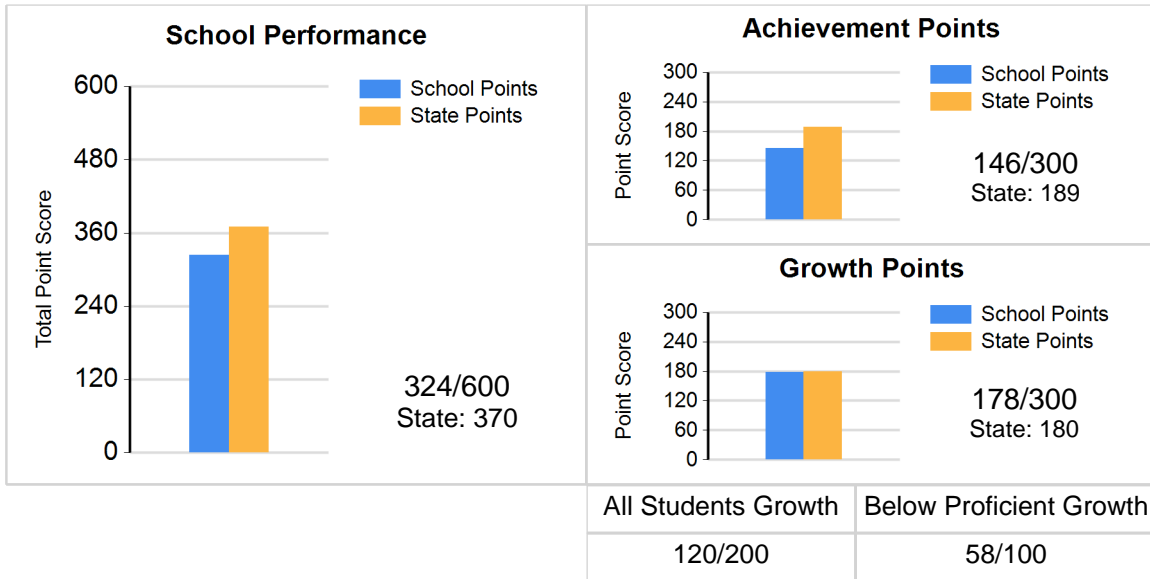 School Performance
600
480
360
240
120
0
Total Point Score
School Points
State Points
324/600
State: 370
Achievement Points
300
240
180
120
60
0
Point Score
School Points
State Points
146/300
State: 189
Growth Points
300
240
180
120
60
0
Point Score
School Points
State Points
178/300
State: 180
All Students Growth Below Proficient Growth
120/200 58/100